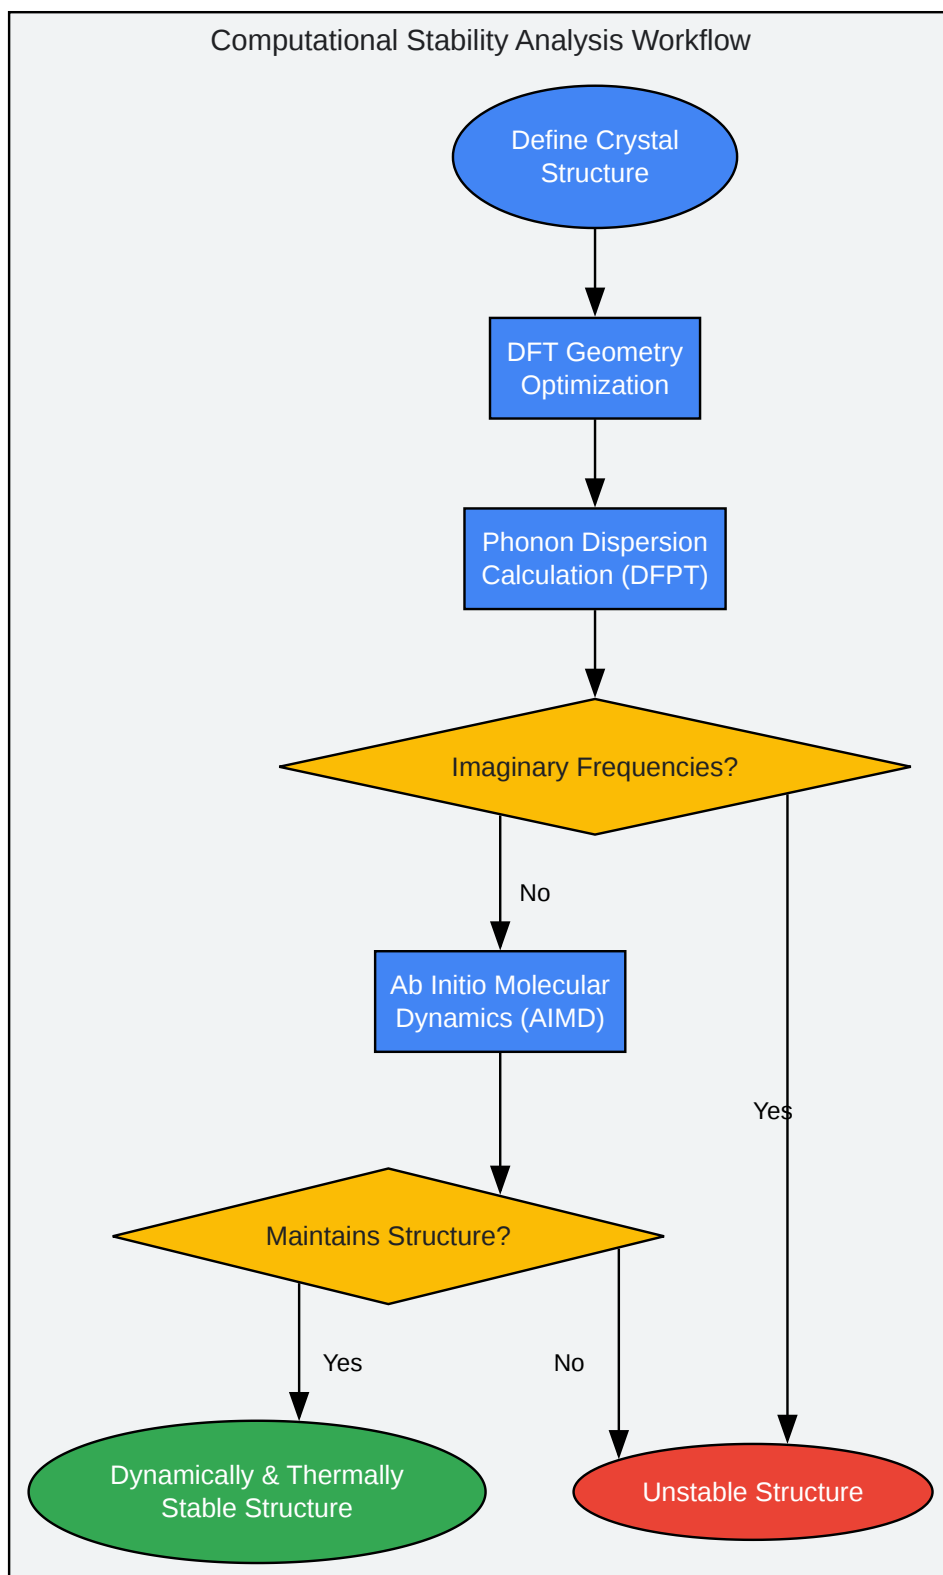 Computational Stability Analysis Workflow
Define Crystal
Structure
DFT Geometry
Optimization
Phonon Dispersion
Calculation (DFPT)
Imaginary Frequencies?
No
Ab Initio Molecular
Dynamics (AIMD)
Yes
Maintains Structure?
Yes
No
Dynamically & Thermally
Stable Structure
Unstable Structure